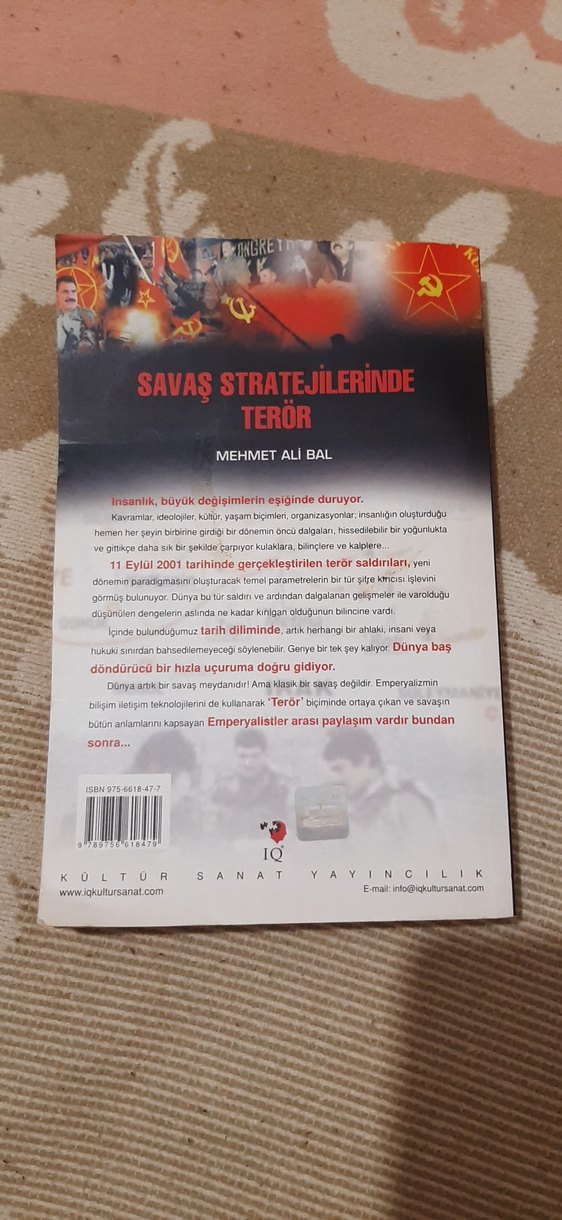 KONGRETI
SAVAŞ STRATEJİLERİNDE
TERÖR
MEHMET ALİ BAL
İnsanlık, büyük değişimlerin eşiğinde duruyor.
Kavramlar, ideolojiler, kültür, yaşam biçimleri, organizasyonlar; insanlığın oluşturduğu
hemen her şeyin birbirine girdiği bir dönemin öncü dalgaları, hissedilebilir bir yoğunlukta
ve gittikçe daha sık bir şekilde çarpıyor kulaklara, bilinçlere ve kalplere...
11 Eylül 2001 tarihinde gerçekleştirilen terör saldırıları, yeni
dönemin paradigmasını oluşturacak temel parametrelerin bir tür şifre kırıcısı işlevini
görmüş bulunuyor. Dünya bu tür saldırı ve ardından dalgalanan gelişmeler ile varolduğu
düşünülen dengelerin aslında ne kadar kırılgan olduğunun bilincine vardı.
İçinde bulunduğumuz tarih diliminde, artık herhangi bir ahlaki, insani veya
hukuki sınırdan bahsedilemeyeceği söylenebilir. Geriye bir tek şey kalıyor. Dünya baş
döndürücü bir hızla uçuruma doğru gidiyor.
Dünya artık bir savaş meydanıdır! Ama klasik bir savaş değildir. Emperyalizmin
bilişim iletişim teknolojilerini de kullanarak 'Terör' biçiminde ortaya çıkan ve savaşın
bütün anlamlarını kapsayan Emperyalistler arası paylaşım vardır bundan
sonra...
IRAK
SÜLEYMANİYE
ISBN 975-6618-47-7
9 789756 618479
IQ
KÜLTÜR SANAT YAYINCILIK
www.iqkultursanat.com
E-mail: info@iqkultursanat.com